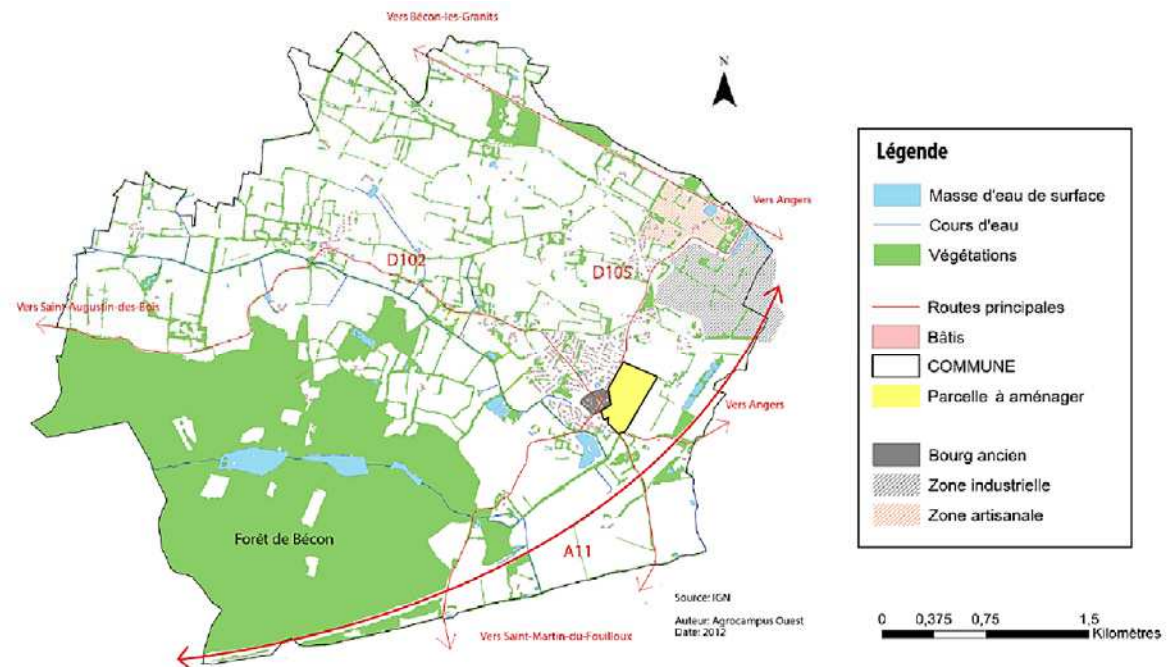 Vers Bécon-les-Granits
N
Vers Angers
D102
D105
Vers Saint-Augustin-des-Bois
Vers Angers
Forêt de Bécon
A11
Vers Saint-Martin-du-Fouilloux
Source: IGN
Auteur: Agrocampus Ouest
Date: 2012
Légende
Masse d'eau de surface
Cours d'eau
Végétations
Routes principales
Bâtis
COMMUNE
Parcelle à aménager
Bourg ancien
Zone industrielle
Zone artisanale
0 0,375 0,75 1,5
Kilomètres